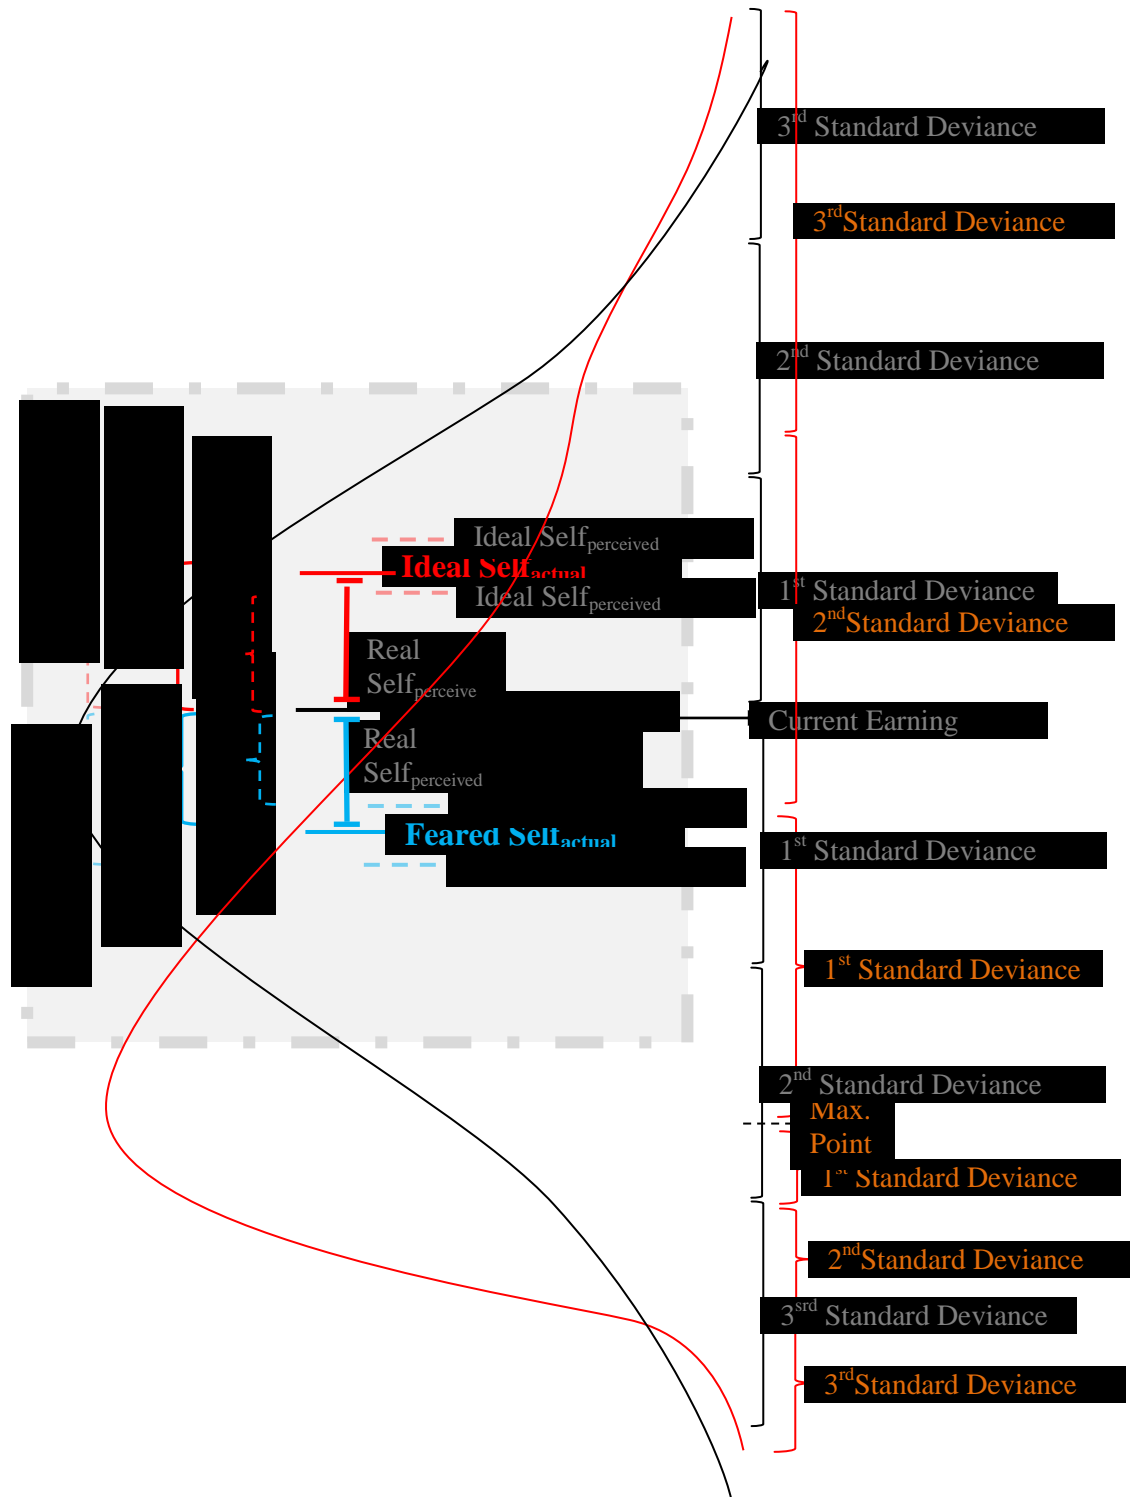 3rd Standard Deviance
3rdStandard Deviance
2nd Standard Deviance
Ideal Selfperceived
Ideal Selfactual
Ideal Selfperceived
1st Standard Deviance
2ndStandard Deviance
Real
Selfperceive
Current Earning
Real
Selfperceived
Feared Selfactual
1st Standard Deviance
1st Standard Deviance
2nd Standard Deviance
Max.
Point
1st Standard Deviance
2ndStandard Deviance
3srd Standard Deviance
3rdStandard Deviance